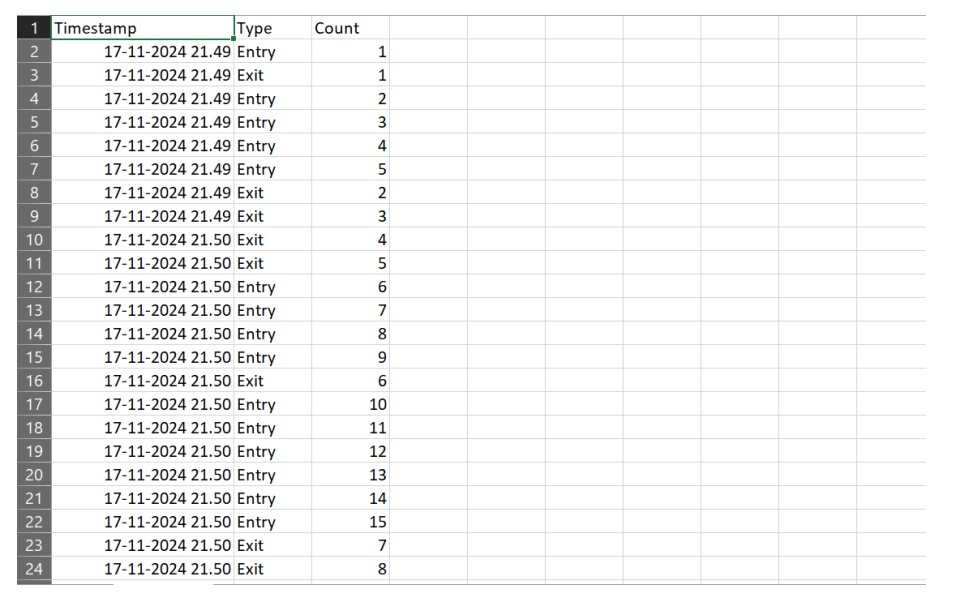 1 Timestamp Type Count
2 17-11-2024 21.49 Entry 1
3 17-11-2024 21.49 Exit 1
4 17-11-2024 21.49 Entry 2
5 17-11-2024 21.49 Entry 3
6 17-11-2024 21.49 Entry 4
7 17-11-2024 21.49 Entry 5
8 17-11-2024 21.49 Exit 2
9 17-11-2024 21.49 Exit 3
10 17-11-2024 21.50 Exit 4
11 17-11-2024 21.50 Exit 5
12 17-11-2024 21.50 Entry 6
13 17-11-2024 21.50 Entry 7
14 17-11-2024 21.50 Entry 8
15 17-11-2024 21.50 Entry 9
16 17-11-2024 21.50 Exit 6
17 17-11-2024 21.50 Entry 10
18 17-11-2024 21.50 Entry 11
19 17-11-2024 21.50 Entry 12
20 17-11-2024 21.50 Entry 13
21 17-11-2024 21.50 Entry 14
22 17-11-2024 21.50 Entry 15
23 17-11-2024 21.50 Exit 7
24 17-11-2024 21.50 Exit 8